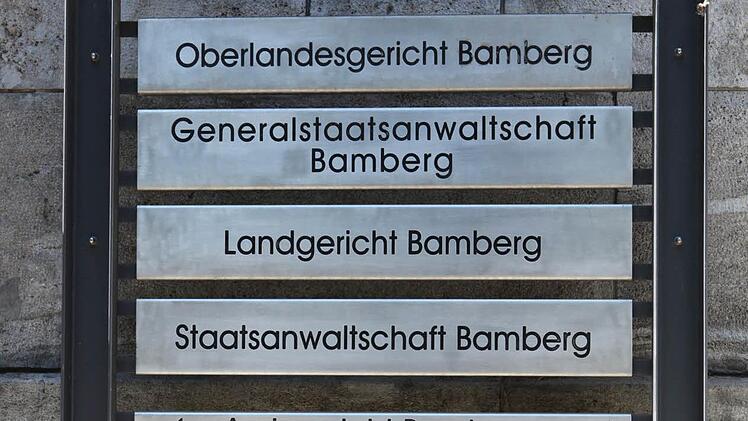 Oberlandesgericht Bamberg
Generalstaatsanwaltschaft
Bamberg
Landgericht Bamberg
Staatsanwaltschaft Bamberg